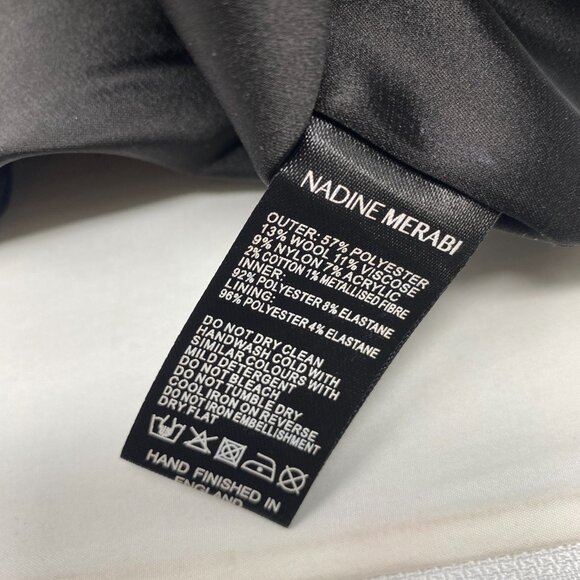 NADINE MERABI
OUTER: 57% POLYESTER
13% WOOL 11% VISCOSE
9% NYLON 7% ACRYLIC
2% COTTON 1% METALLISED FIBRE
INNER:
92% POLYESTER 8% ELASTANE
LINING:
96% POLYESTER 4% ELASTANE
DO NOT DRY CLEAN
HANDWASH COLD WITH
SIMILAR COLOURS WITH
MILD DETERGENT
DO NOT BLEACH
DO NOT TUMBLE DRY
COOL IRON ON REVERSE
DO NOT IRON EMBELLISHMENT
DRY FLAT
HAND FINISHED IN
ENGLAND